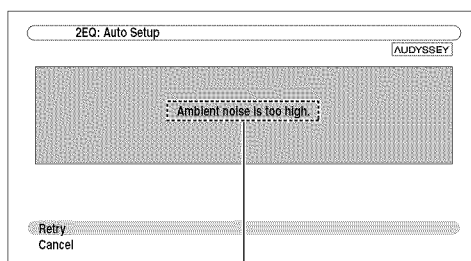 2EQ: Auto Setup
AUDYSSEY
Ambient noise is too high.
Retry
Cancel